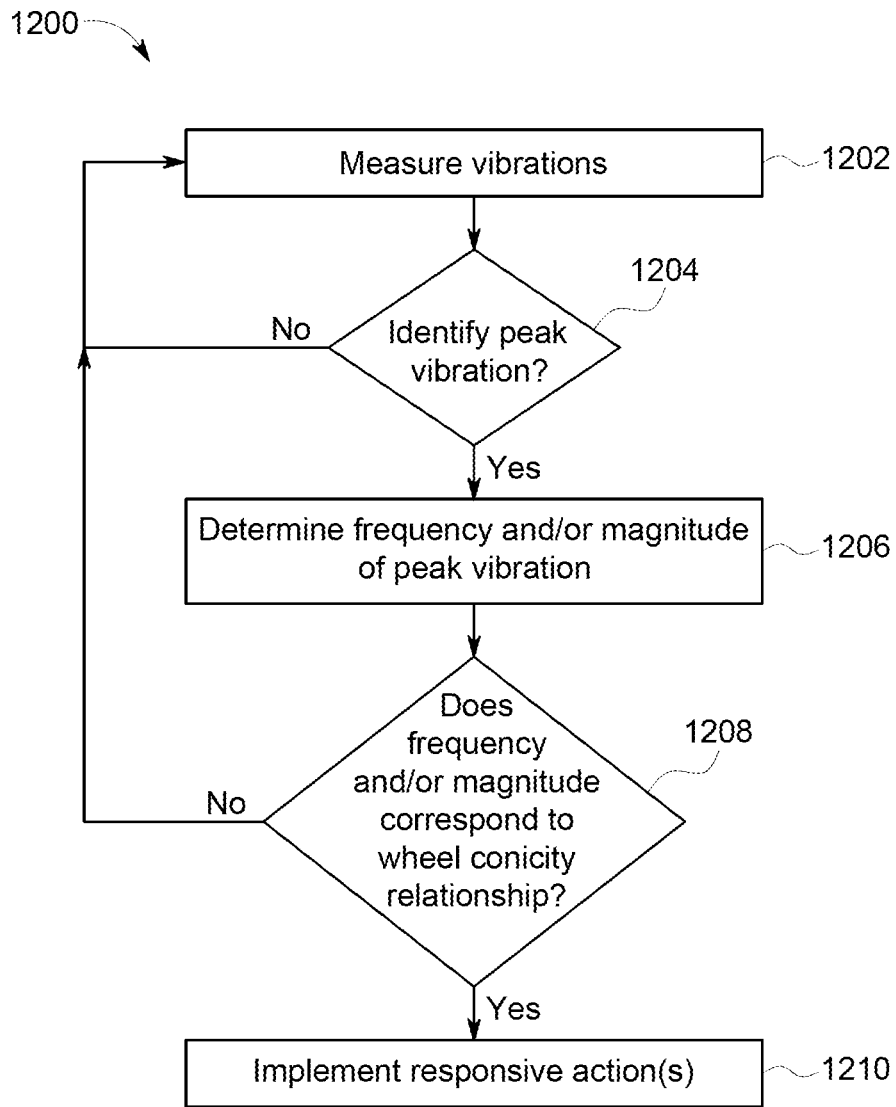 1200
Measure vibrations
1202
1204
Identify peak
vibration?
No
Yes
Determine frequency and/or magnitude
of peak vibration
1206
Does
frequency
and/or magnitude
correspond to
wheel conicity
relationship?
1208
No
Yes
Implement responsive action(s)
1210